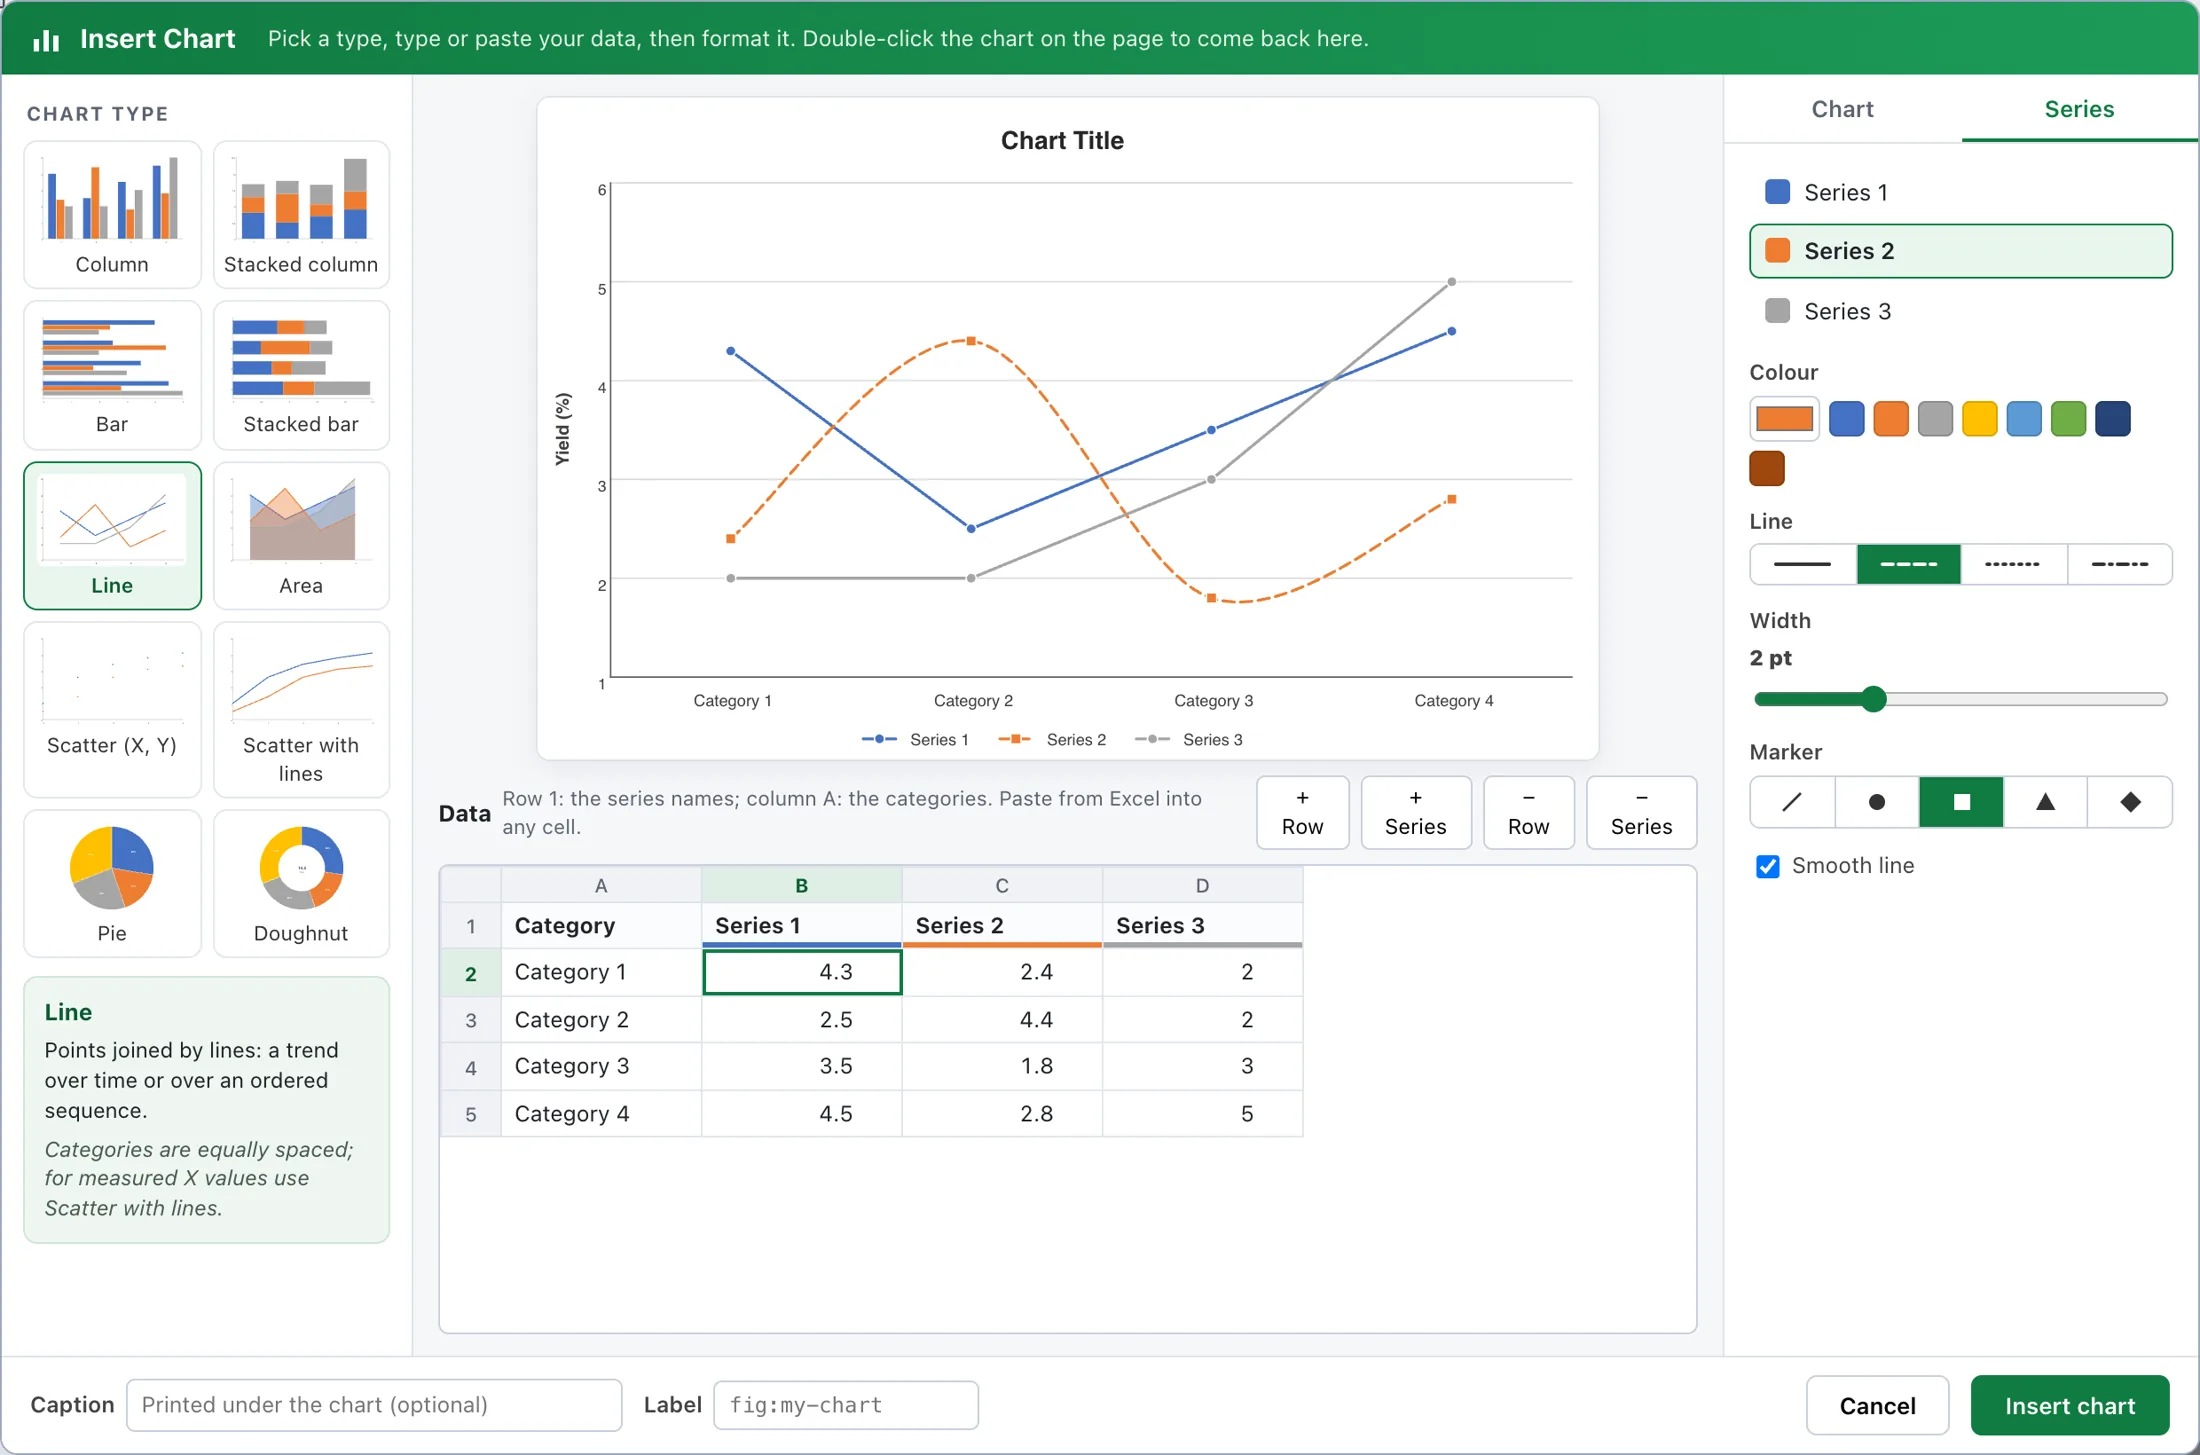 Insert Chart
Pick a type, type or paste your data, then format it. Double-click the chart on the page to come back here.
CHART TYPE
Column
Stacked column
Bar
Stacked bar
Line
Area
Scatter (X, Y)
Scatter with
lines
Pie
Doughnut
Line
Points joined by lines: a trend
over time or over an ordered
sequence.
Categories are equally spaced;
for measured X values use
Scatter with lines.
Chart Title
Yield (%)
6
5
4
3
2
1
Category 1 Category 2 Category 3 Category 4
Series 1 Series 2 Series 3
Data
Row 1: the series names; column A: the categories. Paste from Excel into
any cell.
+ Row
+ Series
− Row
− Series
A B C D
1 Category Series 1 Series 2 Series 3
2 Category 1 4.3 2.4 2
3 Category 2 2.5 4.4 2
4 Category 3 3.5 1.8 3
5 Category 4 4.5 2.8 5
Chart Series
Series 1
Series 2
Series 3
Colour
Line
Width
2 pt
Marker
Smooth line
Caption Printed under the chart (optional) Label fig:my-chart
Cancel Insert chart